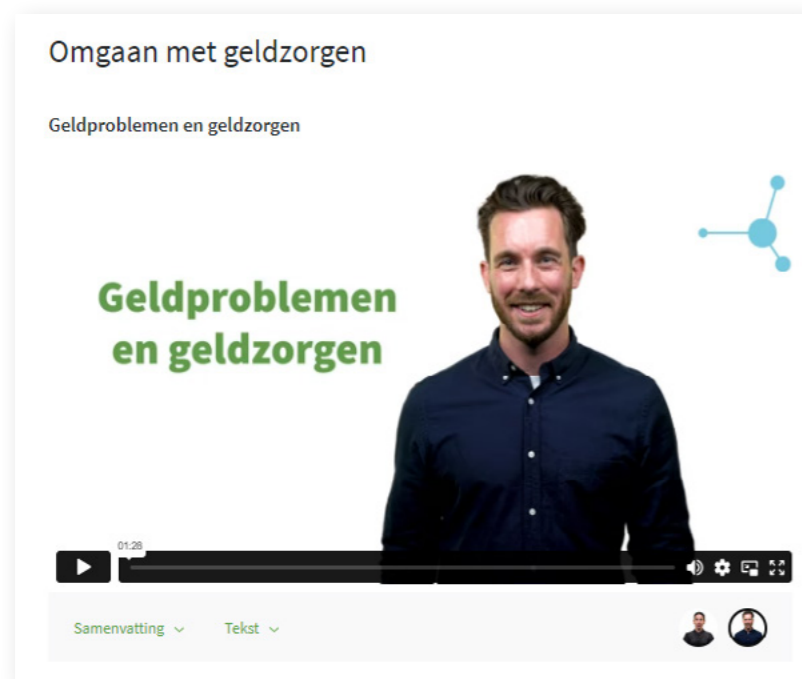 Omgaan met geldzorgen
Geldproblemen en geldzorgen
Geldproblemen
en geldzorgen
01:28
Samenvatting
Tekst